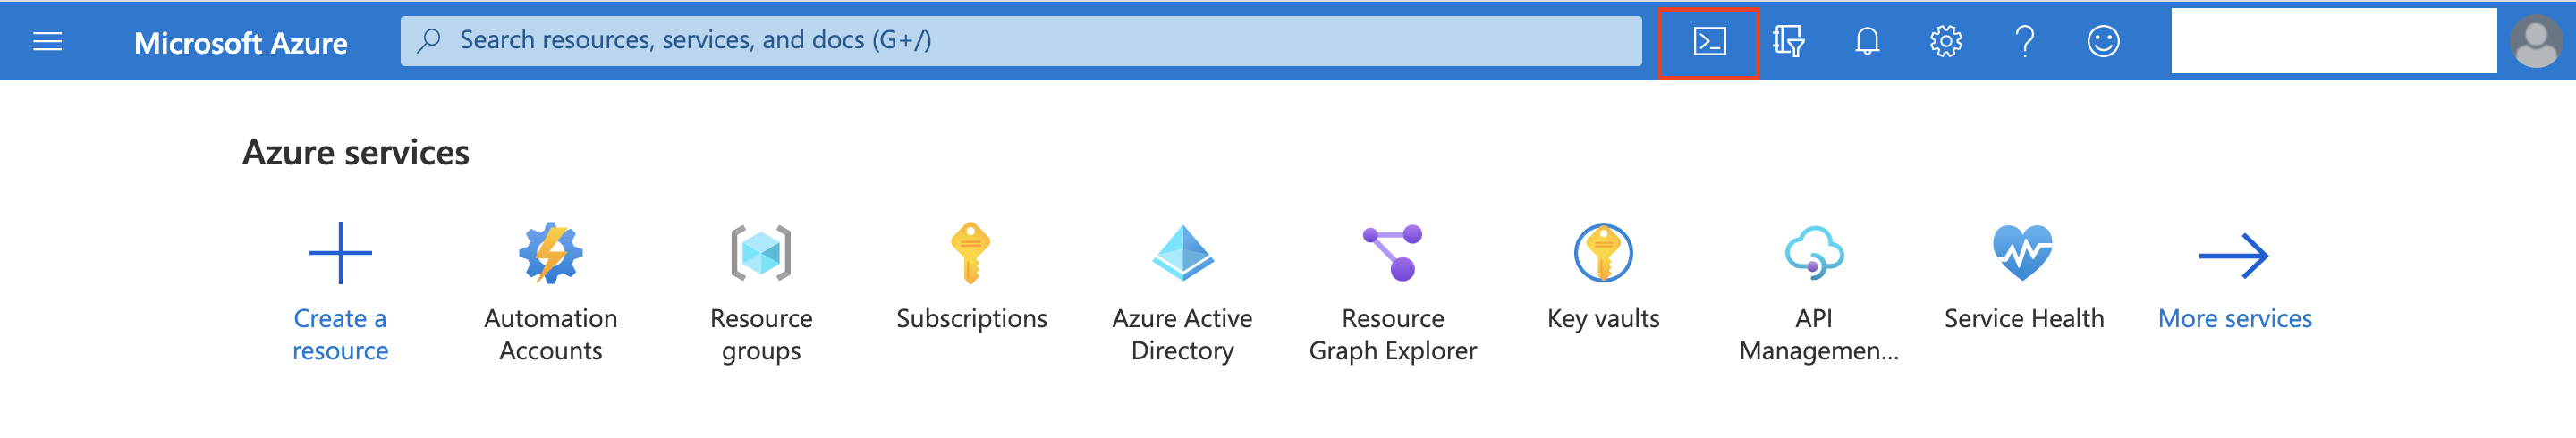 Microsoft Azure
Search resources, services, and docs (G+/)
Azure services
Create a
resource
Automation
Accounts
Resource
groups
Subscriptions
Azure Active
Directory
Resource
Graph Explorer
Key vaults
API
Managemen...
Service Health
More services